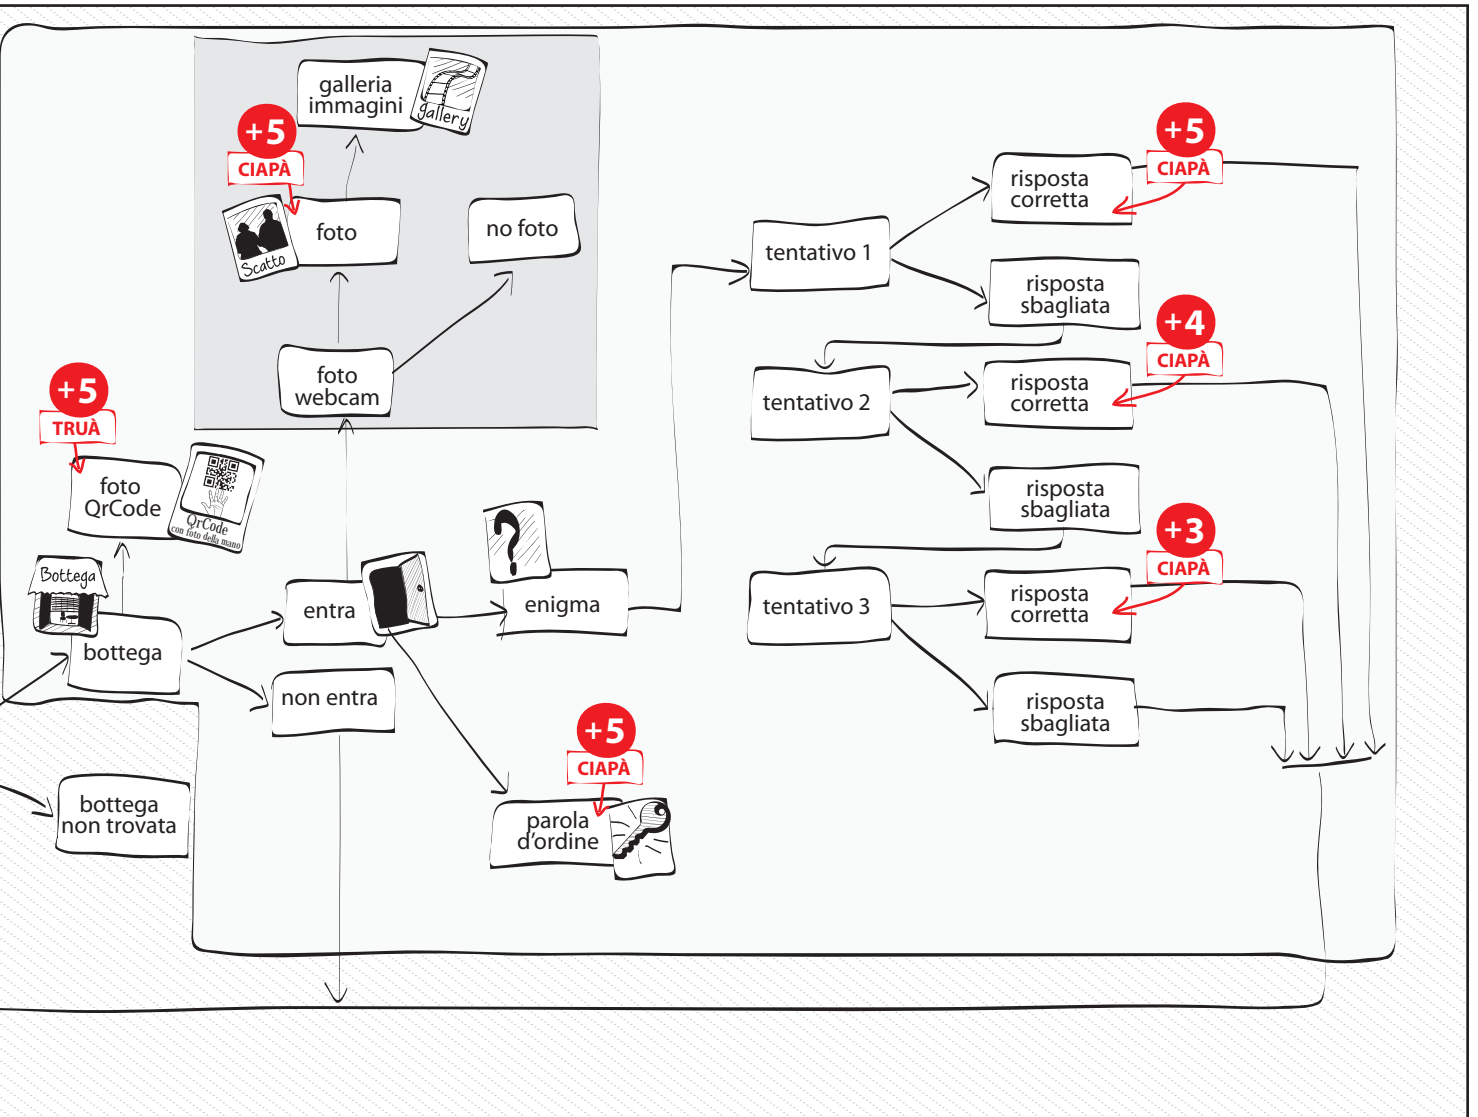 galleria
immagini
gallery
+5
CIAPÀ
foto
Scatto
no foto
foto
webcam
+5
TRUÀ
foto
QrCode
QrCode
con foto della mano
Bottega
bottega
entra
non entra
enigma
bottega
non trovata
+5
CIAPÀ
parola
d'ordine
tentativo 1
risposta
corretta
+5
CIAPÀ
risposta
sbagliata
tentativo 2
risposta
corretta
+4
CIAPÀ
risposta
sbagliata
tentativo 3
risposta
corretta
+3
CIAPÀ
risposta
sbagliata